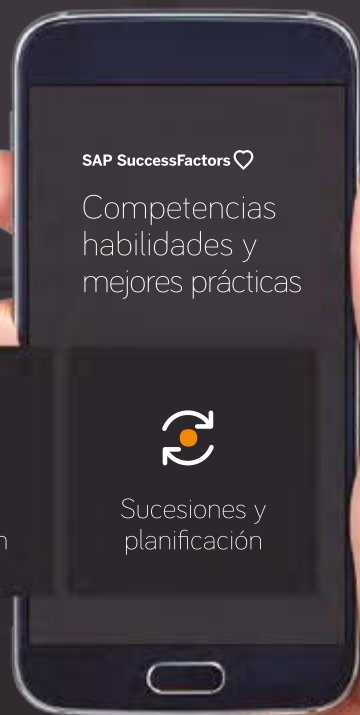 SAP SuccessFactors
Competencias
habilidades y
mejores prácticas
Sucesiones y
planificación
n